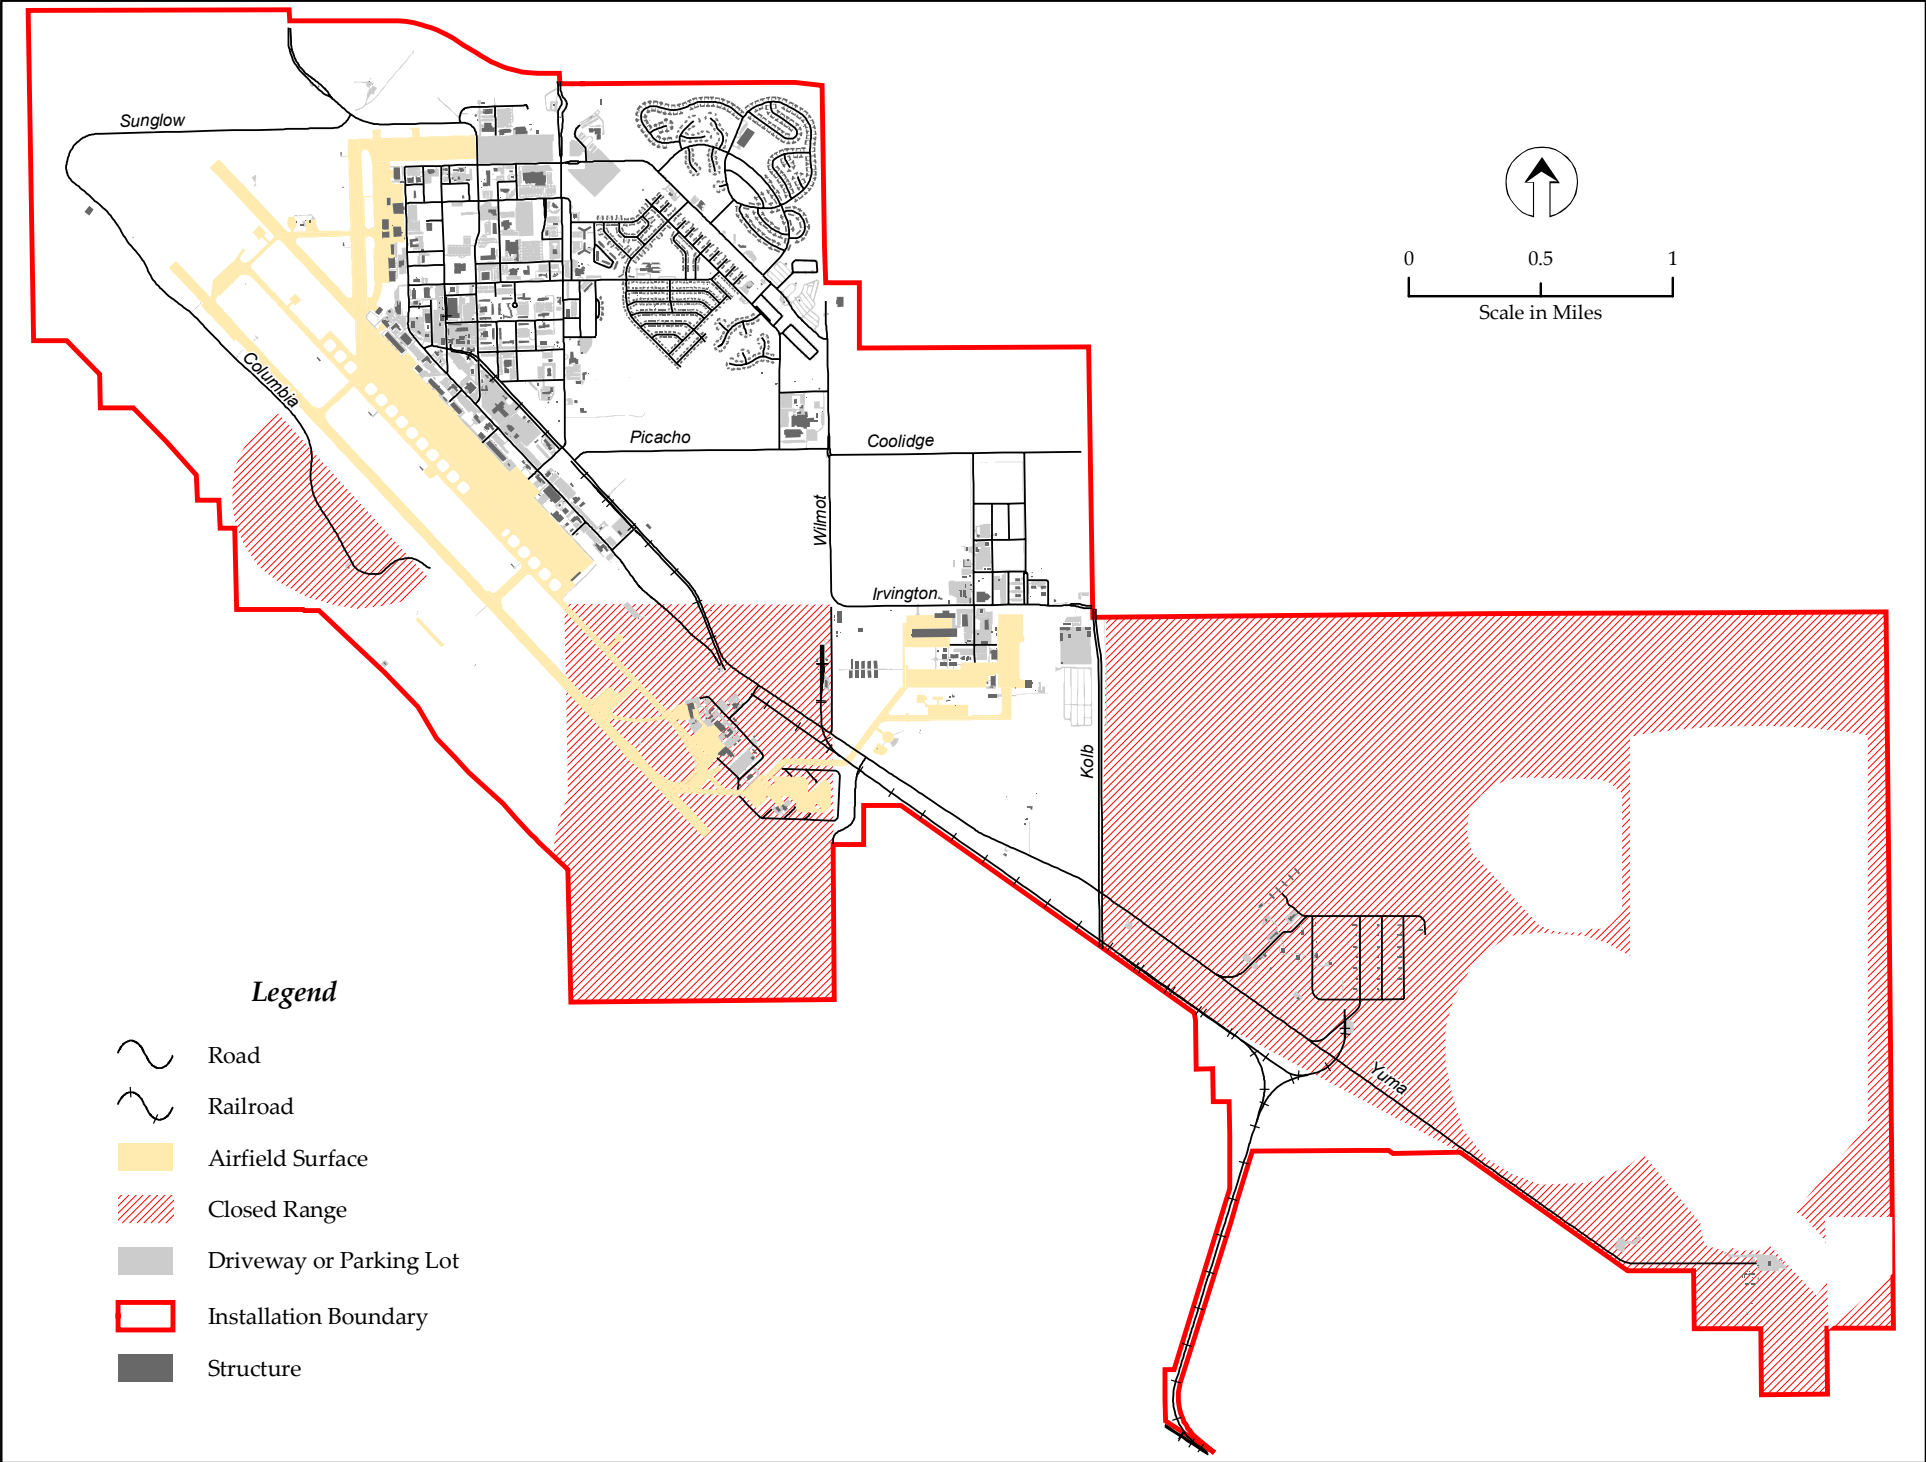 Sunglow
Columbia
Picacho
Coolidge
Wilmot
Irvington
Kolb
Yuma
0 0.5 1
Scale in Miles
Legend
Road
Railroad
Airfield Surface
Closed Range
Driveway or Parking Lot
Installation Boundary
Structure